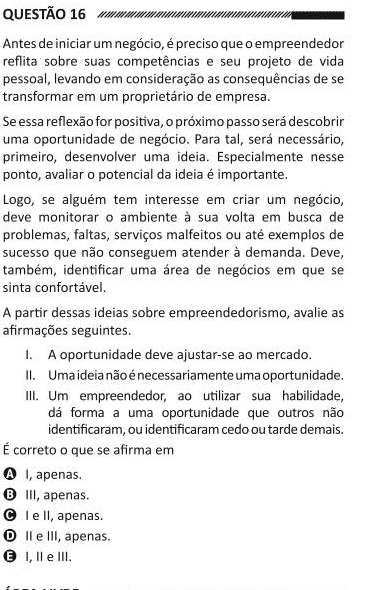 QUESTÃO 16
Antes de iniciar um negócio, é preciso que o empreendedor
reflita sobre suas competências e seu projeto de vida
pessoal, levando em consideração as consequências de se
transformar em um proprietário de empresa.
Se essa reflexão for positiva, o próximo passo será descobrir
uma oportunidade de negócio. Para tal, será necessário,
primeiro, desenvolver uma ideia. Especialmente nesse
ponto, avaliar o potencial da ideia é importante.
Logo, se alguém tem interesse em criar um negócio,
deve monitorar o ambiente à sua volta em busca de
problemas, faltas, serviços malfeitos ou até exemplos de
sucesso que não conseguem atender à demanda. Deve,
também, identificar uma área de negócios em que se
sinta confortável.
A partir dessas ideias sobre empreendedorismo, avalie as
afirmações seguintes.
I. A oportunidade deve ajustar-se ao mercado.
II. Uma ideia não é necessariamente uma oportunidade.
III. Um empreendedor, ao utilizar sua habilidade,
dá forma a uma oportunidade que outros não
identificaram, ou identificaram cedo ou tarde demais.
É correto o que se afirma em
A I, apenas.
B III, apenas.
C I e II, apenas.
D II e III, apenas.
E I, II e III.